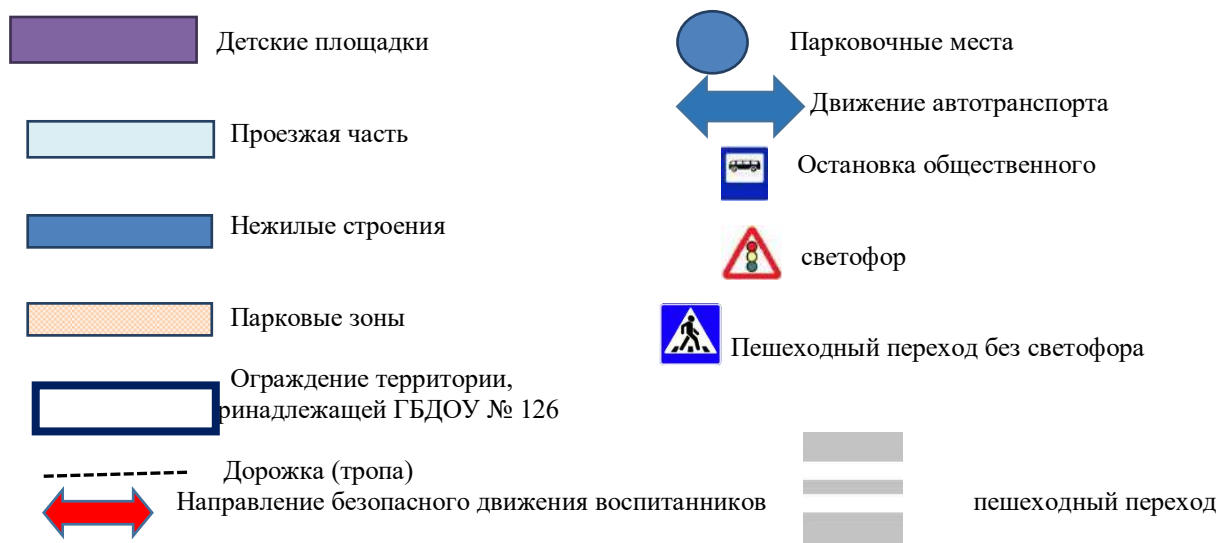 Детские площадки
Парковочные места
Движение автотранспорта
Проезжая часть
Остановка общественного
Нежилые строения
светофор
Парковые зоны
Пешеходный переход без светофора
Ограждение территории,
ринадлежащей ГБДОУ № 126
Дорожка (тропа)
Направление безопасного движения воспитанников
пешеходный переход